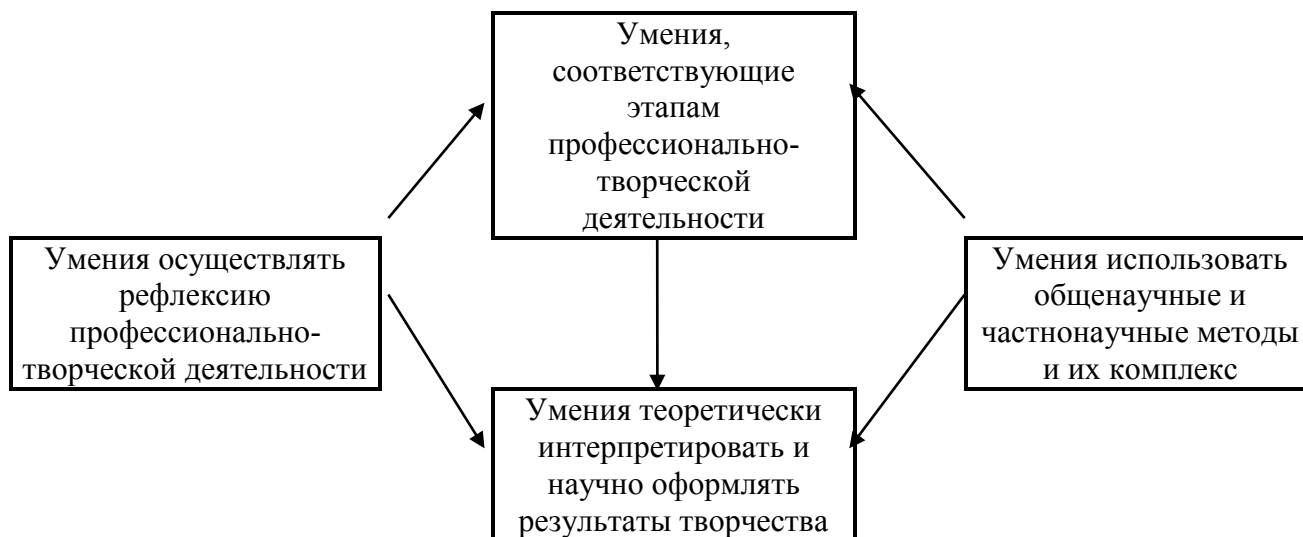 Умения,
соответствующие
этапам
профессионально-
творческой
деятельности
Умения осуществлять
рефлексию
профессионально-
творческой деятельности
Умения использовать
общенаучные и
частнонаучные методы
и их комплекс
Умения теоретически
интерпретировать и
научно оформлять
результаты творчества